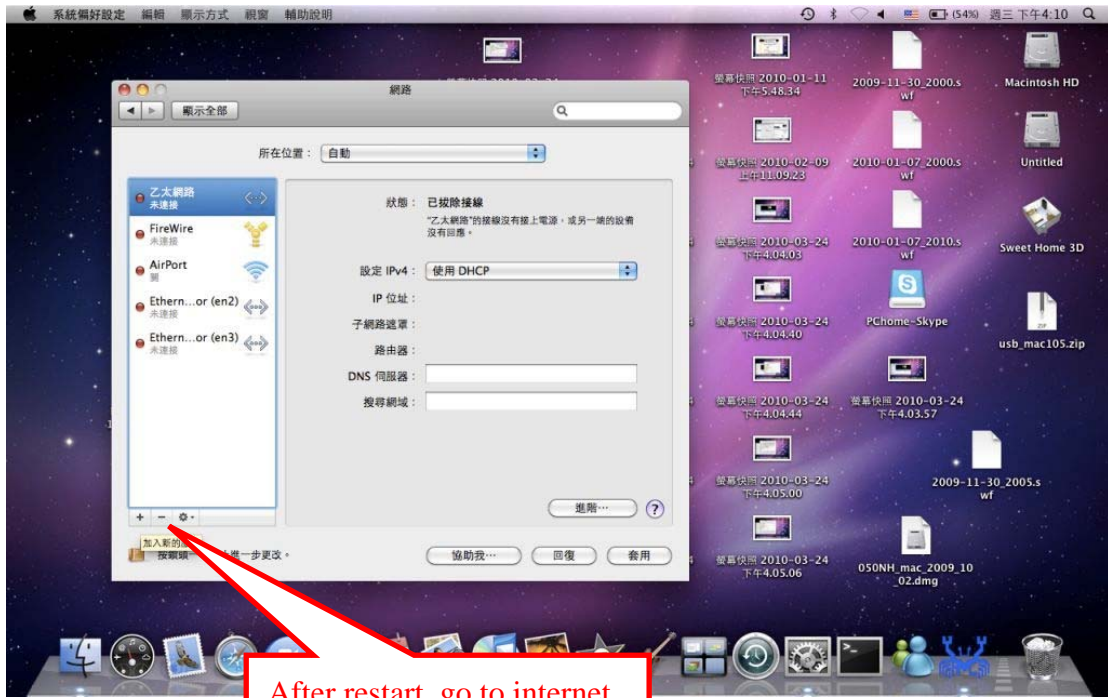 系統偏好設定 編輯 顯示方式 視窗 輔助說明
(54%) 週三下午4:10
網路
顯示全部
所在位置： 自動
乙太網路
未連接
FireWire
未連接
AirPort
關
Ethern...or (en2)
未連接
Ethern...or (en3)
未連接
狀態： 已拔除接線
"乙太網路"的接線沒有接上電源，或另一端的設備
沒有回應。
設定 IPv4： 使用 DHCP
IP 位址：
子網路遮罩：
路由器：
DNS 伺服器：
搜尋網域：
進階…
?
加入新的
按鎖頭
進一步更改。
協助我…
回復
套用
螢幕快照 2010-01-11
下午5.48.34
2009-11-30_2000.s
wf
Macintosh HD
螢幕快照 2010-02-09
上午11.09.23
2010-01-07_2000.s
wf
Untitled
螢幕快照 2010-03-24
下午4.04.03
2010-01-07_2010.s
wf
Sweet Home 3D
螢幕快照 2010-03-24
下午4.04.40
PChome-Skype
ZIP
usb_mac105.zip
螢幕快照 2010-03-24
下午4.04.44
螢幕快照 2010-03-24
下午4.03.57
螢幕快照 2010-03-24
下午4.05.00
2009-11-30_2005.s
wf
螢幕快照 2010-03-24
下午4.05.06
050NH_mac_2009_10
_02.dmg
After restart, go to internet